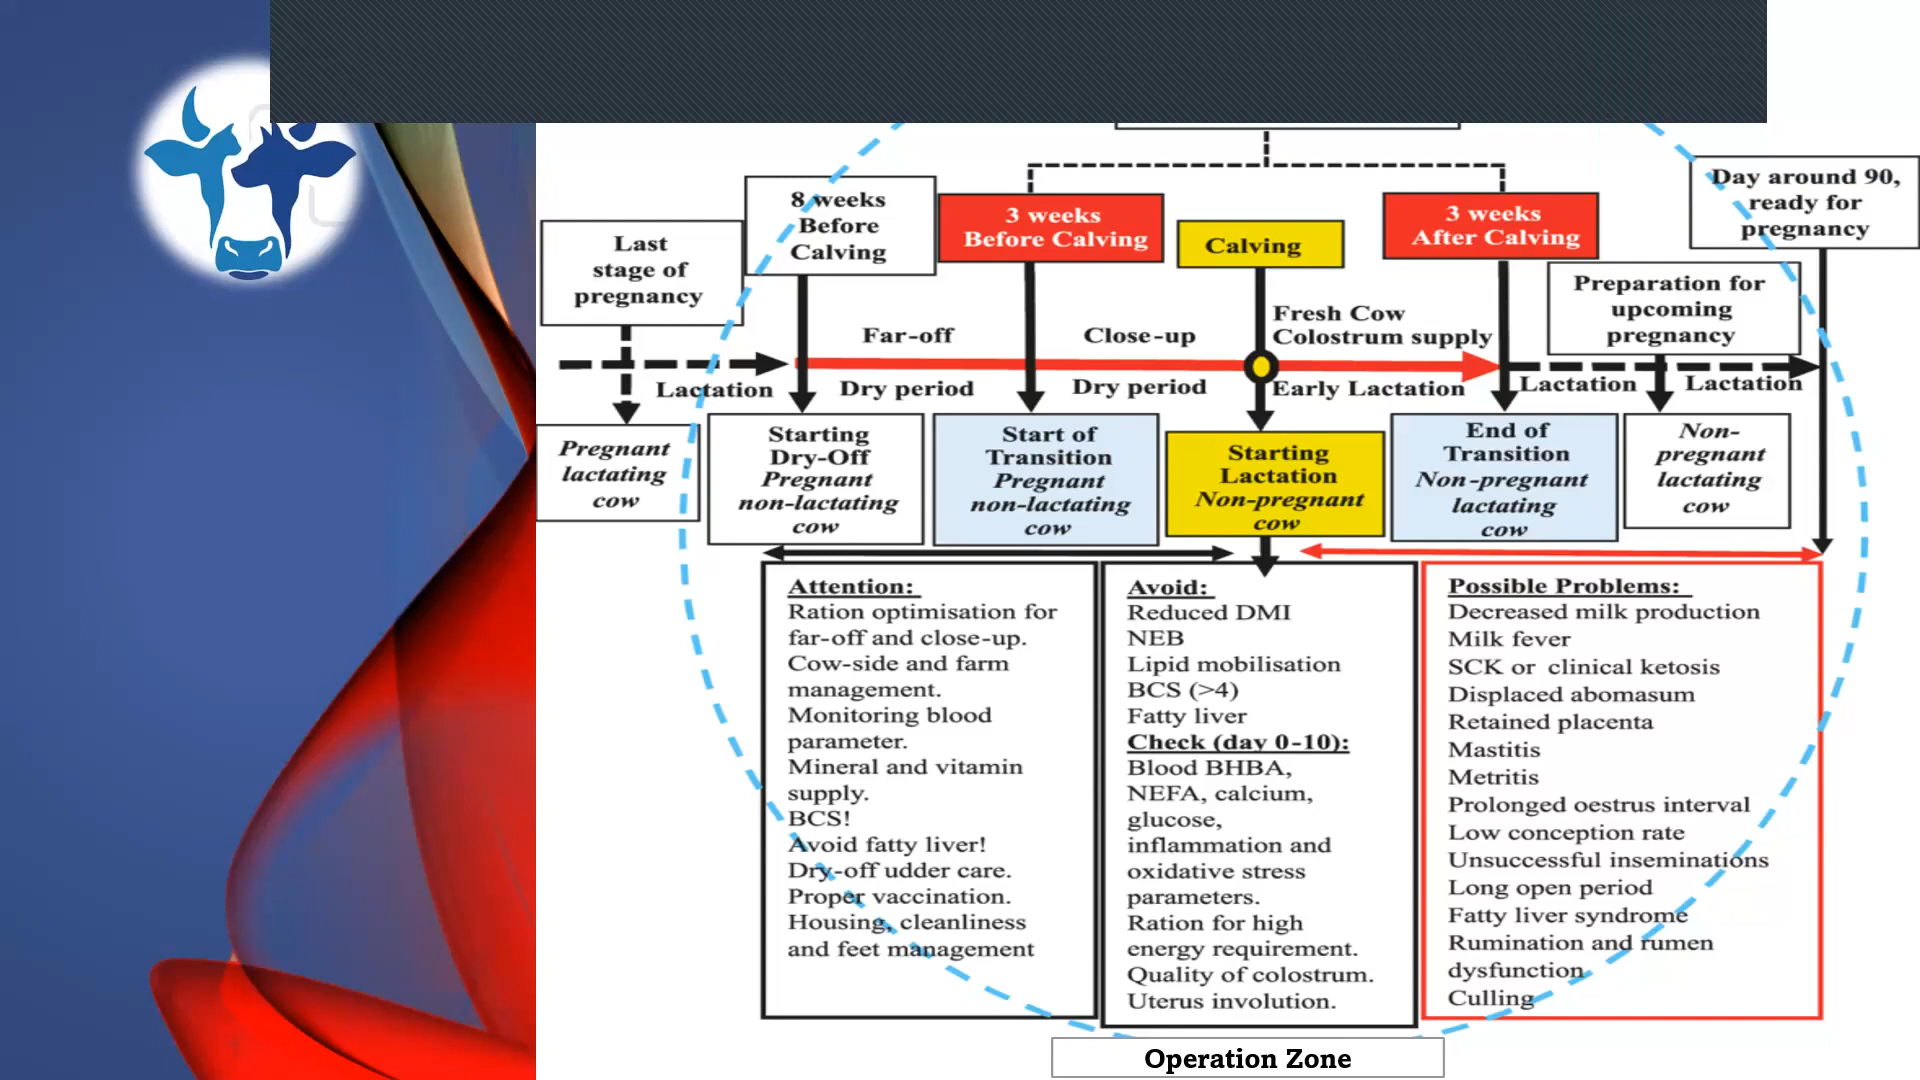 Last
stage of
pregnancy
8 weeks
Before
Calving
3 weeks
Before Calving
Calving
3 weeks
After Calving
Day around 90,
ready for
pregnancy
Preparation for
upcoming
pregnancy
Far-off
Close-up
Fresh Cow
Colostrum supply
Lactation
Dry period
Dry period
Early Lactation
Lactation
Lactation
Pregnant
lactating
cow
Starting
Dry-Off
Pregnant
non-lactating
cow
Start of
Transition
Pregnant
non-lactating
cow
Starting
Lactation
Non-pregnant
cow
End of
Transition
Non-pregnant
lactating
cow
Non-
pregnant
lactating
cow
Attention:
Ration optimisation for
far-off and close-up.
Cow-side and farm
management.
Monitoring blood
parameter.
Mineral and vitamin
supply.
BCS!
Avoid fatty liver!
Dry-off udder care.
Proper vaccination.
Housing, cleanliness
and feet management
Avoid:
Reduced DMI
NEB
Lipid mobilisation
BCS (>4)
Fatty liver
Check (day 0-10):
Blood BHBA,
NEFA, calcium,
glucose,
inflammation and
oxidative stress
parameters.
Ration for high
energy requirement.
Quality of colostrum.
Uterus involution.
Possible Problems:
Decreased milk production
Milk fever
SCK or clinical ketosis
Displaced abomasum
Retained placenta
Mastitis
Metritis
Prolonged oestrus interval
Low conception rate
Unsuccessful inseminations
Long open period
Fatty liver syndrome
Rumination and rumen
dysfunction
Culling
Operation Zone